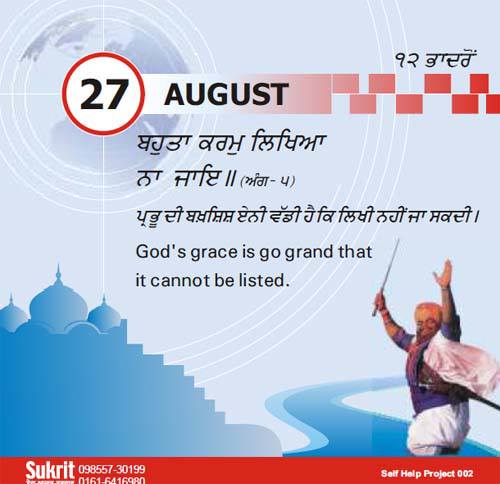 ੧੨ ਭਾਦਰੋਂ
27 AUGUST
ਬਹੁਤਾ ਕਰਮੁ ਲਿਖਿਆ
ਨਾ ਜਾਇ॥ (ਅੰਗ- ੫)
ਪ੍ਰਭੂ ਦੀ ਬਖ਼ਸ਼ਿਸ਼ ਏਨੀ ਵੱਡੀ ਹੈ ਕਿ ਲਿਖੀ ਨਹੀਂ ਜਾ ਸਕਦੀ।
God's grace is go grand that
it cannot be listed.
Sukrit 098557-30199
0161-6416980
Self Help Project 002